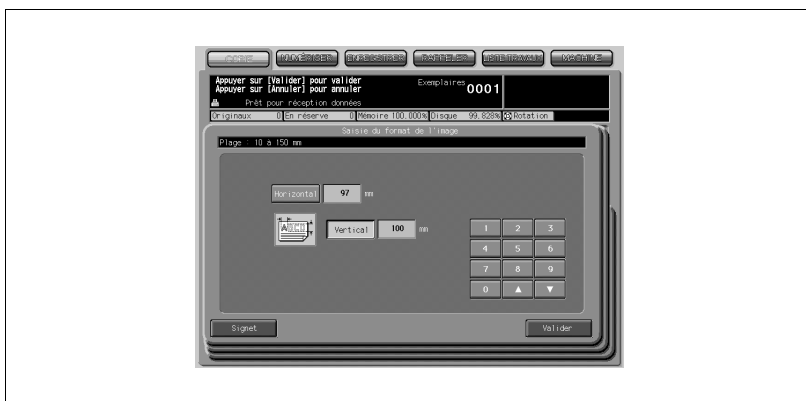 COPIE NUMÉRISER ENREGISTRER RAPPELER LISTE TRAVAUX MACHINE
Appuyer sur [Valider] pour valider
Appuyer sur [Annuler] pour annuler
Exemplaires 0001
Prêt pour réception données
Originaux 0 En réserve 0 Mémoire 100.000% Disque 99.828% Rotation
Saisie du format de l'image
Plage : 10 à 150 mm
Horizontal 97 mm
ABCD
Vertical 100 mm
1 2 3
4 5 6
7 8 9
0 ▲ ▼
Signet Valider